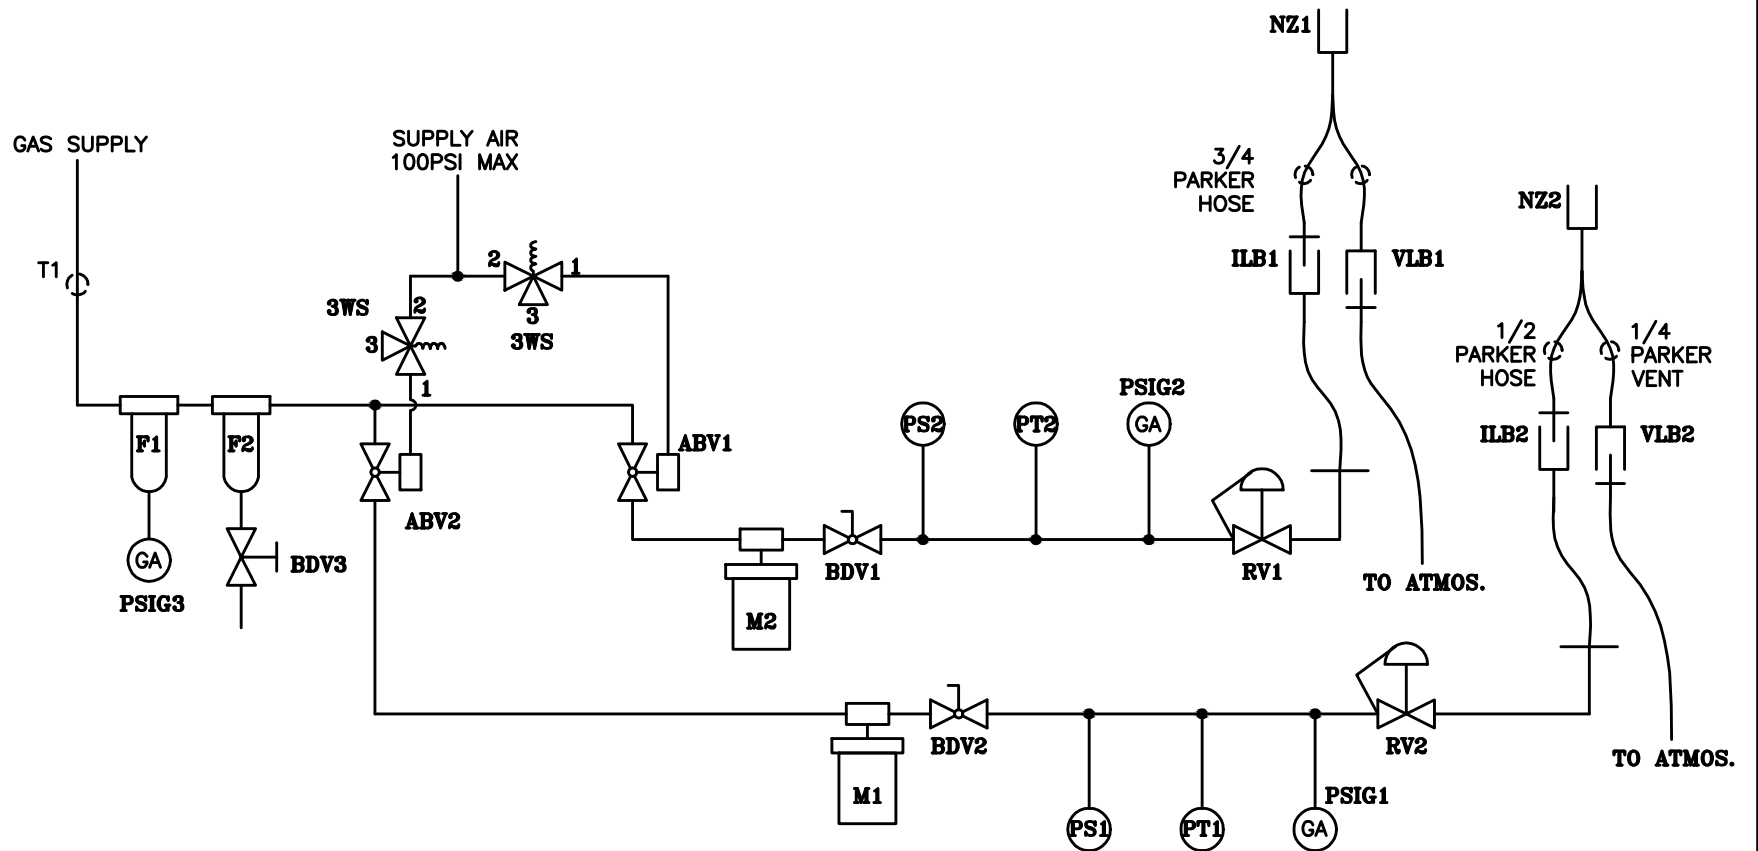 NZ1
GAS SUPPLY
SUPPLY AIR
100PSI MAX
3/4
PARKER
HOSE
NZ2
T1
2
1
3
3WS
3WS
2
3
1
ILB1
VLB1
1/2
PARKER
HOSE
1/4
PARKER
VENT
PSIG2
PS2
PT2
GA
F1
F2
ABV1
ABV2
ILB2
VLB2
GA
PSIG3
BDV3
BDV1
RV1
TO ATMOS.
M2
BDV2
RV2
TO ATMOS.
M1
PSIG1
PS1
PT1
GA